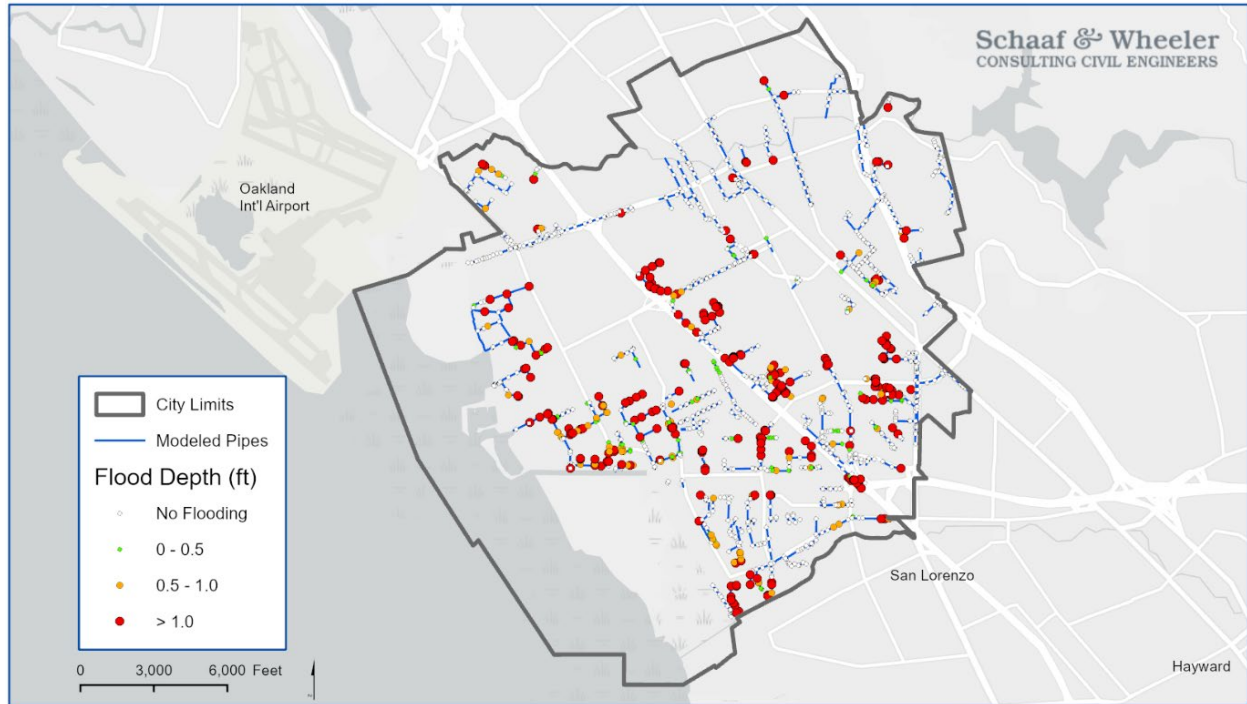 Schaaf & Wheeler
CONSULTING CIVIL ENGINEERS
Oakland
Int'l Airport
City Limits
Modeled Pipes
Flood Depth (ft)
No Flooding
0 - 0.5
0.5 - 1.0
> 1.0
0 3,000 6,000 Feet
San Lorenzo
Hayward